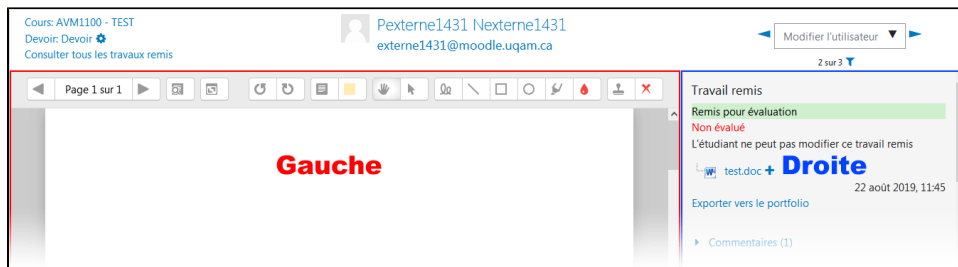 Cours: AVM1100 - TEST
Devoir: Devoir
Consulter tous les travaux remis
Pexterne1431 Nexterne1431
externe1431@moodle.uqam.ca
Modifier l'utilisateur
2 sur 3
Page 1 sur 1
Gauche
Travail remis
Remis pour évaluation
Non évalué
L'étudiant ne peut pas modifier ce travail remis
test.doc
Droite
22 août 2019, 11:45
Exporter vers le portfolio
Commentaires (1)